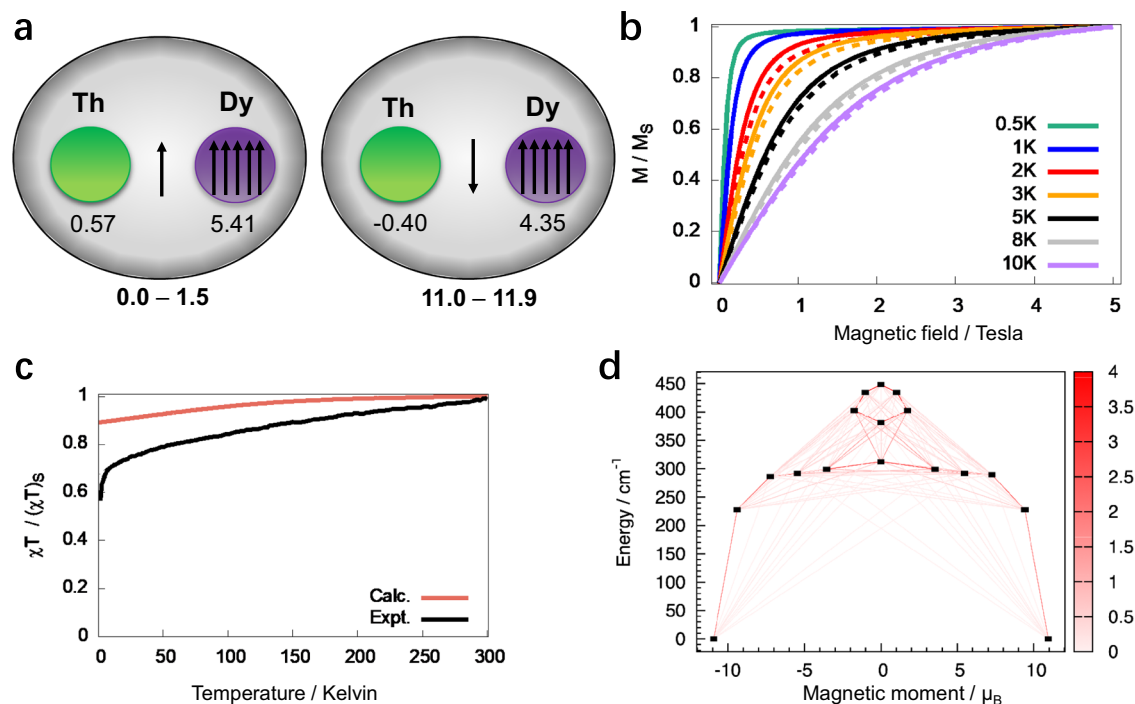 a
Th
Dy
0.57
5.41
0.0 – 1.5
Th
Dy
-0.40
4.35
11.0 – 11.9
b
M / MS
1
0.8
0.6
0.4
0.2
0
0 1 2 3 4 5
Magnetic field / Tesla
0.5K
1K
2K
3K
5K
8K
10K
c
χT / (χT)S
1
0.8
0.6
0.4
0.2
0
0 50 100 150 200 250 300
Temperature / Kelvin
Calc.
Expt.
d
Energy / cm⁻¹
450
400
350
300
250
200
150
100
50
0
-10 -5 0 5 10
Magnetic moment / μB
4
3.5
3
2.5
2
1.5
1
0.5
0